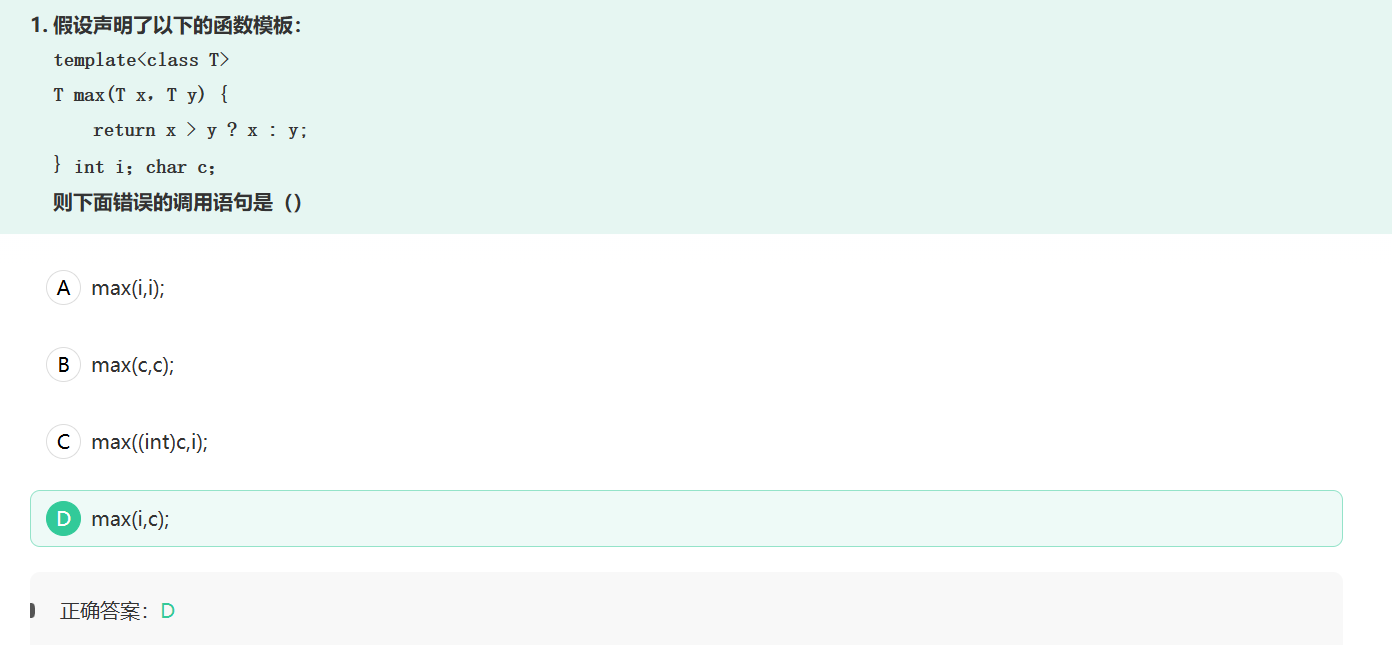 1. 假设声明了以下的函数模板：
template<class T>
T max(T x，T y) {
return x > y ? x : y;
} int i；char c；
则下面错误的调用语句是（）
A max(i,i);
B max(c,c);
C max((int)c,i);
D max(i,c);
正确答案：D